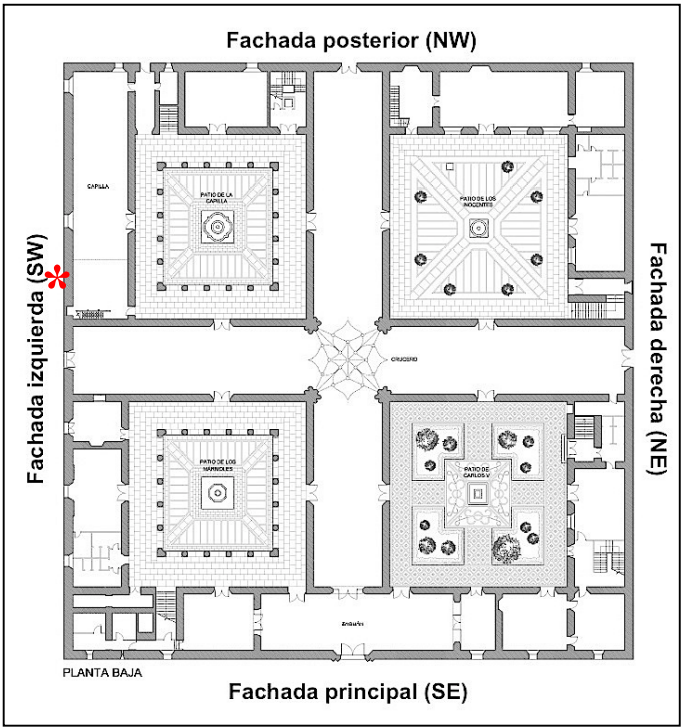 Fachada posterior (NW)
CAPILLA
PATIO DE LA
CAPILLA
PATIO DE LOS
INOCENTES
Fachada izquierda (SW)
*
Fachada derecha (NE)
CRUCERO
PATIO DE LOS
MÁRMOLES
PATIO DE
CARLOS V
ZAGUÁN
PLANTA BAJA
Fachada principal (SE)